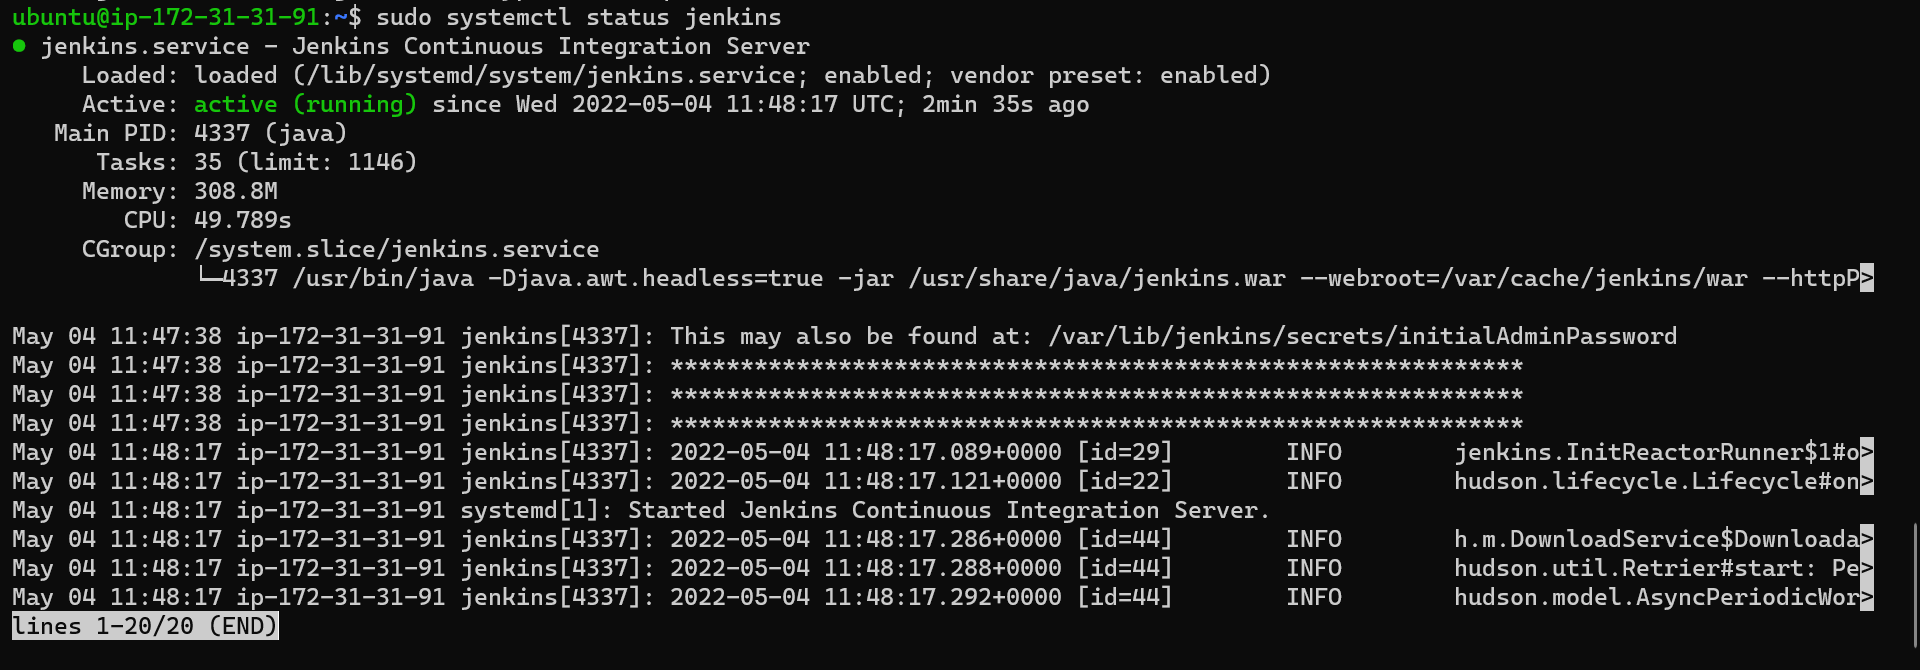 ubuntu@ip-172-31-31-91:~$ sudo systemctl status jenkins
● jenkins.service - Jenkins Continuous Integration Server
     Loaded: loaded (/lib/systemd/system/jenkins.service; enabled; vendor preset: enabled)
     Active: active (running) since Wed 2022-05-04 11:48:17 UTC; 2min 35s ago
   Main PID: 4337 (java)
      Tasks: 35 (limit: 1146)
     Memory: 308.8M
        CPU: 49.789s
     CGroup: /system.slice/jenkins.service
             └─4337 /usr/bin/java -Djava.awt.headless=true -jar /usr/share/java/jenkins.war --webroot=/var/cache/jenkins/war --httpP>

May 04 11:47:38 ip-172-31-31-91 jenkins[4337]: This may also be found at: /var/lib/jenkins/secrets/initialAdminPassword
May 04 11:47:38 ip-172-31-31-91 jenkins[4337]: *************************************************************
May 04 11:47:38 ip-172-31-31-91 jenkins[4337]: *************************************************************
May 04 11:47:38 ip-172-31-31-91 jenkins[4337]: *************************************************************
May 04 11:48:17 ip-172-31-31-91 jenkins[4337]: 2022-05-04 11:48:17.089+0000 [id=29]        INFO        jenkins.InitReactorRunner$1#o>
May 04 11:48:17 ip-172-31-31-91 jenkins[4337]: 2022-05-04 11:48:17.121+0000 [id=22]        INFO        hudson.lifecycle.Lifecycle#on>
May 04 11:48:17 ip-172-31-31-91 systemd[1]: Started Jenkins Continuous Integration Server.
May 04 11:48:17 ip-172-31-31-91 jenkins[4337]: 2022-05-04 11:48:17.286+0000 [id=44]        INFO        h.m.DownloadService$Downloada>
May 04 11:48:17 ip-172-31-31-91 jenkins[4337]: 2022-05-04 11:48:17.288+0000 [id=44]        INFO        hudson.util.Retrier#start: Pe>
May 04 11:48:17 ip-172-31-31-91 jenkins[4337]: 2022-05-04 11:48:17.292+0000 [id=44]        INFO        hudson.model.AsyncPeriodicWor>
lines 1-20/20 (END)